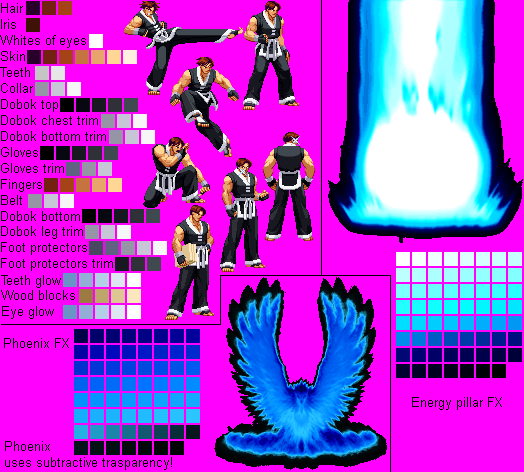 Hair
Iris
Whites of eyes
Skin
Teeth
Collar
Dobok top
Dobok chest trim
Dobok bottom trim
Gloves
Gloves trim
Fingers
Belt
Dobok bottom
Dobok leg trim
Foot protectors
Foot protectors trim
Teeth glow
Wood blocks
Eye glow
Phoenix FX
Phoenix
uses subtractive trasparency!
Energy pillar FX